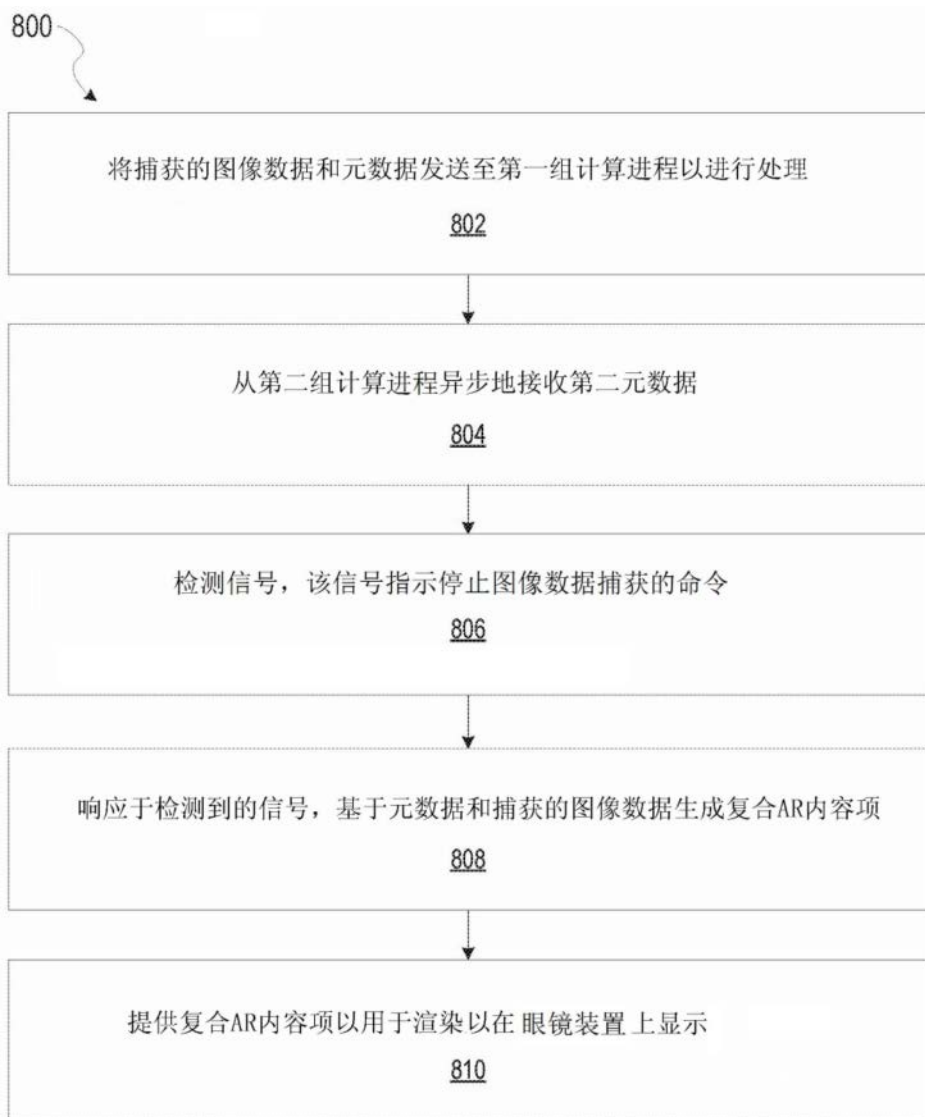 800
将捕获的图像数据和元数据发送至第一组计算进程以进行处理
802
从第二组计算进程异步地接收第二元数据
804
检测信号，该信号指示停止图像数据捕获的命令
806
响应于检测到的信号，基于元数据和捕获的图像数据生成复合AR内容项
808
提供复合AR内容项以用于渲染以在眼镜装置上显示
810